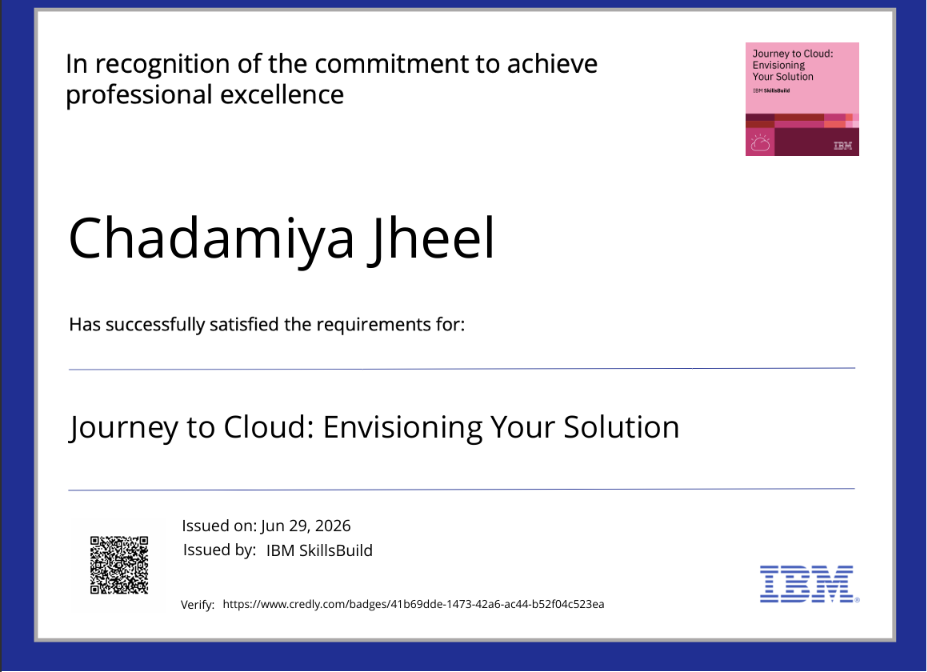 In recognition of the commitment to achieve
professional excellence
Journey to Cloud:
Envisioning
Your Solution
IBM SkillsBuild
IBM
Chadamiya Jheel
Has successfully satisfied the requirements for:
Journey to Cloud: Envisioning Your Solution
Issued on: Jun 29, 2026
Issued by: IBM SkillsBuild
Verify: https://www.credly.com/badges/41b69dde-1473-42a6-ac44-b52f04c523ea
IBM®